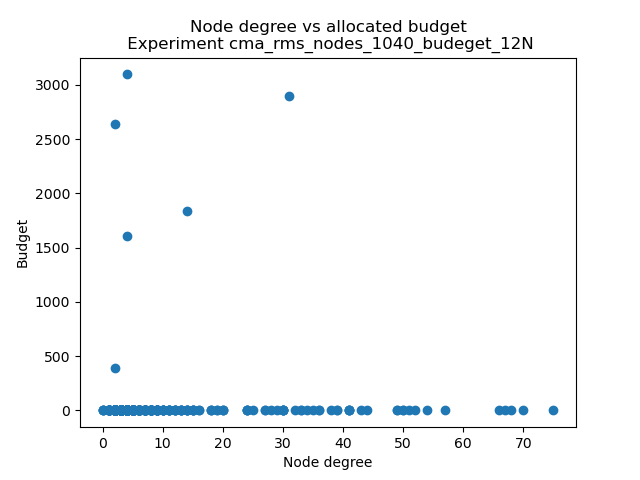 Node degree vs allocated budget
Experiment cma_rms_nodes_1040_budeget_12N
Budget
3000
2500
2000
1500
1000
500
0
0 10 20 30 40 50 60 70
Node degree